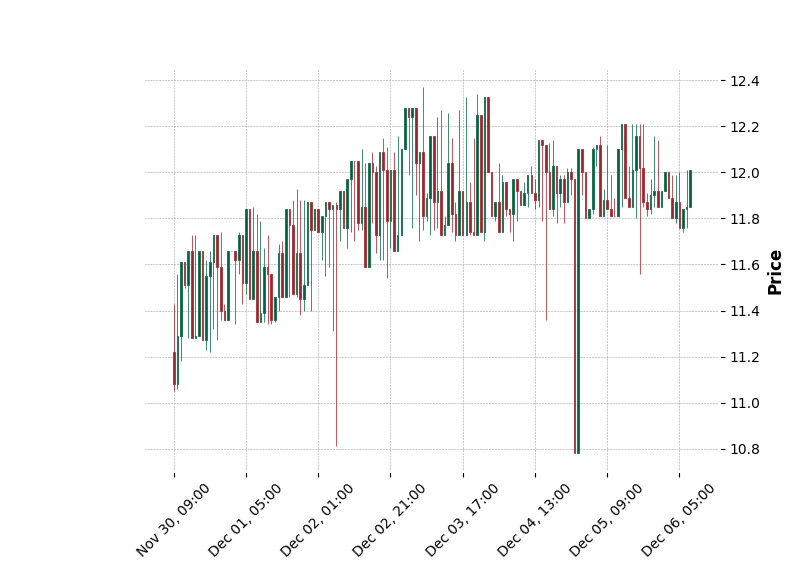 12.4
12.2
12.0
11.8
11.6
11.4
11.2
11.0
10.8
Price
Nov 30, 09:00
Dec 01, 05:00
Dec 02, 01:00
Dec 02, 21:00
Dec 03, 17:00
Dec 04, 13:00
Dec 05, 09:00
Dec 06, 05:00